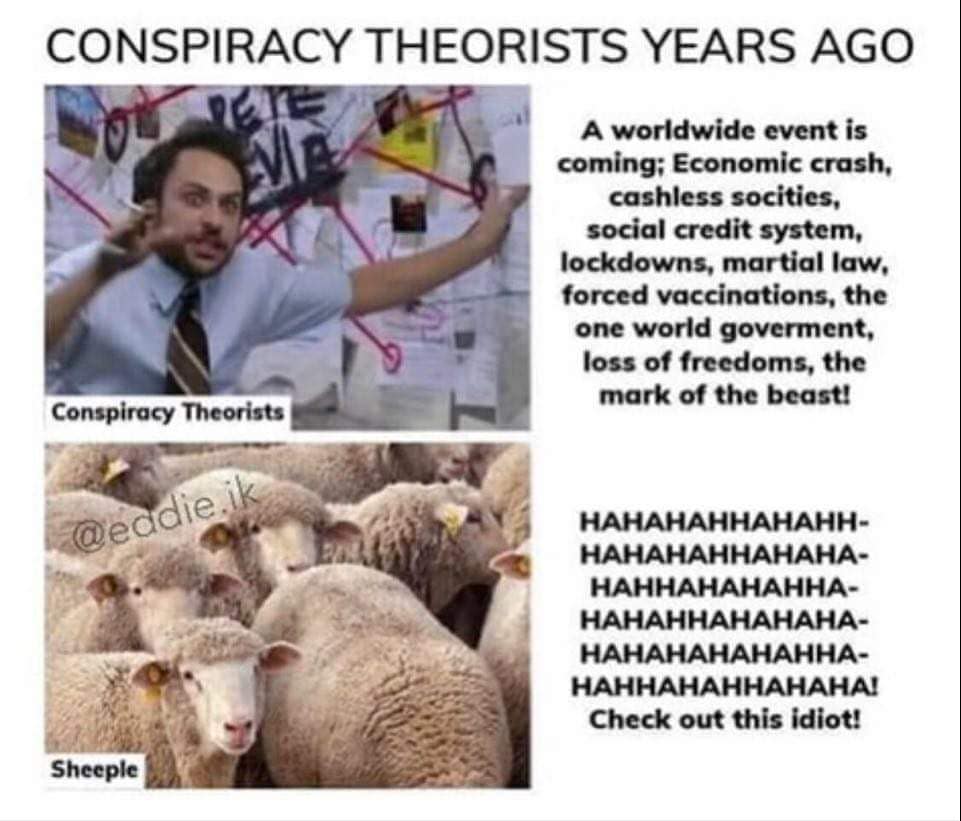 CONSPIRACY THEORISTS YEARS AGO
A worldwide event is
coming; Economic crash,
cashless socities,
social credit system,
lockdowns, martial law,
forced vaccinations, the
one world goverment,
loss of freedoms, the
mark of the beast!
Conspiracy Theorists
@eddie.ik
HAHAHAHHAHAHH-
HAHAHAHHAHAHA-
HAHHAHAHAHHA-
HAHAHHAHAHAHA-
HAHAHAHAHAHHA-
HAHHAHAHHAHAHA!
Check out this idiot!
Sheeple